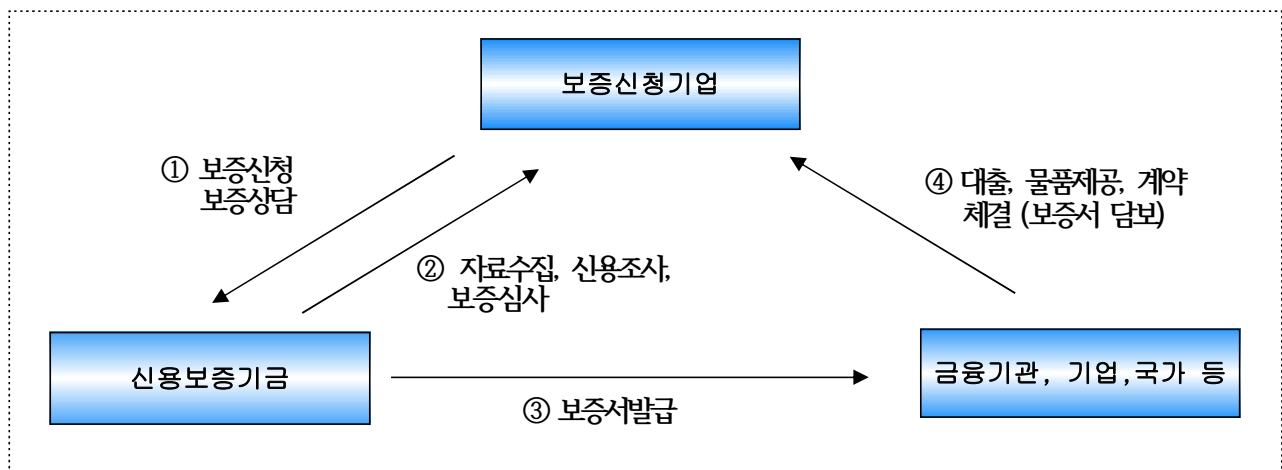 보증신청기업
① 보증신청
보증상담
④ 대출, 물품제공, 계약
체결 (보증서 담보)
② 자료수집, 신용조사,
보증심사
신용보증기금
금융기관, 기업,국가 등
③ 보증서발급